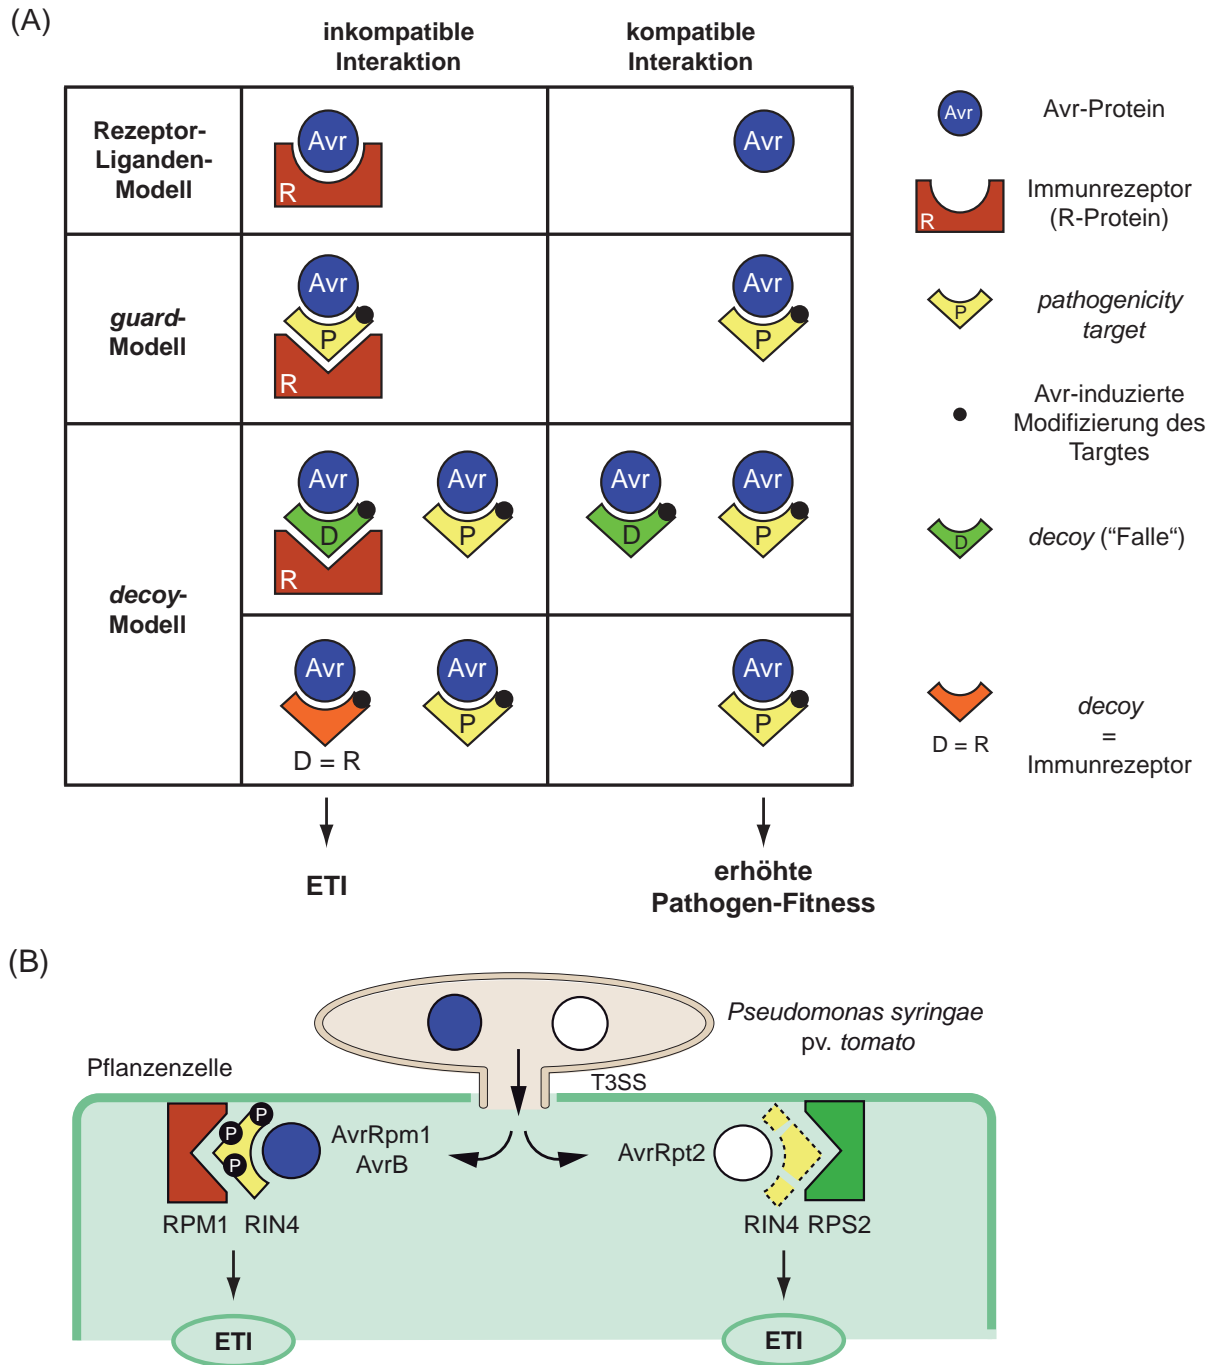 (A)
inkompatible
Interaktion
kompatible
Interaktion
Rezeptor-
Liganden-
Modell
Avr
R
Avr
guard-
Modell
Avr
P
R
Avr
P
decoy-
Modell
Avr
D
R
Avr
P
Avr
D
Avr
P
Avr
D = R
Avr
P
Avr
P
ETI
erhöhte
Pathogen-Fitness
Avr
Avr-Protein
R
Immunrezeptor
(R-Protein)
P
pathogenicity
target
Avr-induzierte
Modifizierung des
Targtes
D
decoy (“Falle“)
D = R
decoy
=
Immunrezeptor
(B)
Pseudomonas syringae
pv. tomato
Pflanzenzelle
T3SS
P
P
P
AvrRpm1
AvrB
AvrRpt2
RPM1 RIN4
RIN4 RPS2
ETI
ETI